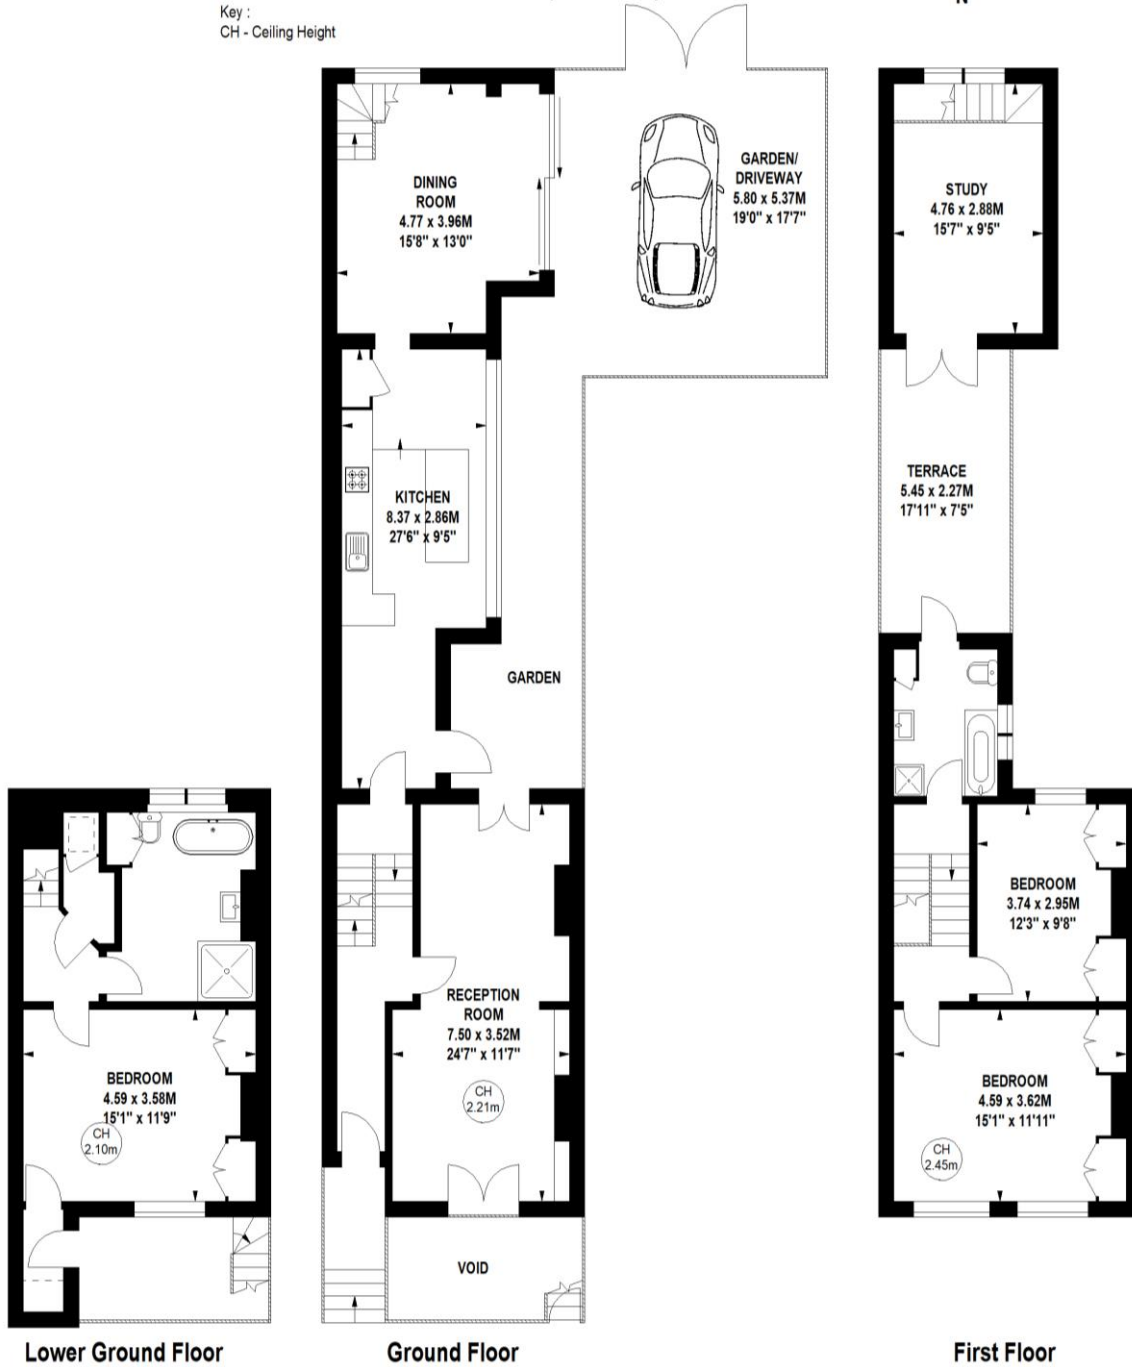 Key :
CH - Ceiling Height
N
DINING
ROOM
4.77 x 3.96M
15'8" x 13'0"
GARDEN/
DRIVEWAY
5.80 x 5.37M
19'0" x 17'7"
KITCHEN
8.37 x 2.86M
27'6" x 9'5"
GARDEN
RECEPTION
ROOM
7.50 x 3.52M
24'7" x 11'7"
CH
2.21m
VOID
STUDY
4.76 x 2.88M
15'7" x 9'5"
TERRACE
5.45 x 2.27M
17'11" x 7'5"
BEDROOM
3.74 x 2.95M
12'3" x 9'8"
BEDROOM
4.59 x 3.62M
15'1" x 11'11"
CH
2.45m
BEDROOM
4.59 x 3.58M
15'1" x 11'9"
CH
2.10m
Lower Ground Floor
Ground Floor
First Floor